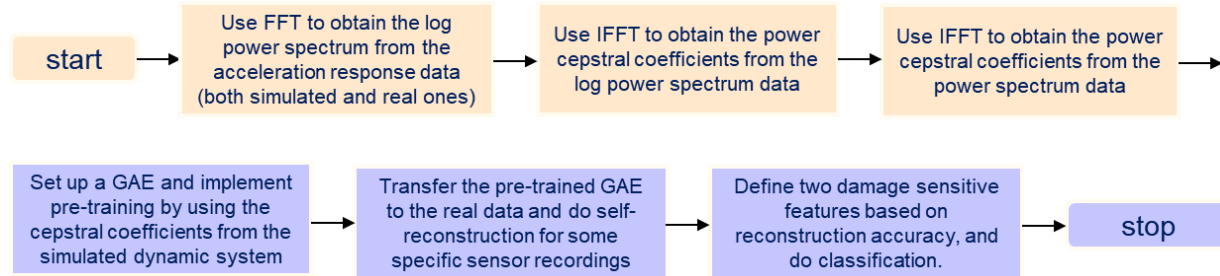 start
Use FFT to obtain the log
power spectrum from the
acceleration response data
(both simulated and real ones)
Use IFFT to obtain the power
cepstral coefficients from the
log power spectrum data
Use IFFT to obtain the power
cepstral coefficients from the
power spectrum data
Set up a GAE and implement
pre-training by using the
cepstral coefficients from the
simulated dynamic system
Transfer the pre-trained GAE
to the real data and do self-
reconstruction for some
specific sensor recordings
Define two damage sensitive
features based on
reconstruction accuracy, and
do classification.
stop